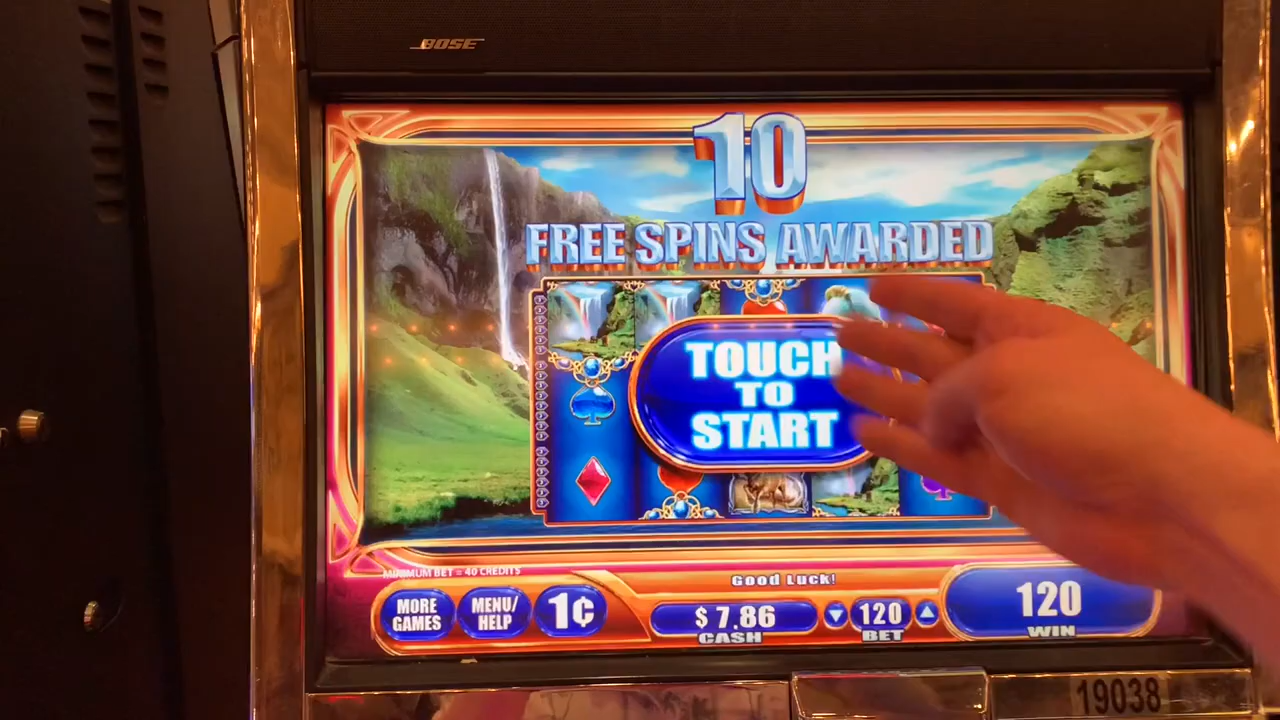 BOSE
10
FREE SPINS AWARDED
TOUCH
TO
START
MINIMUM BET = 40 CREDITS
Good Luck!
MORE
GAMES
MENU/
HELP
1¢
$7.86
CASH
120
BET
120
WIN
19038